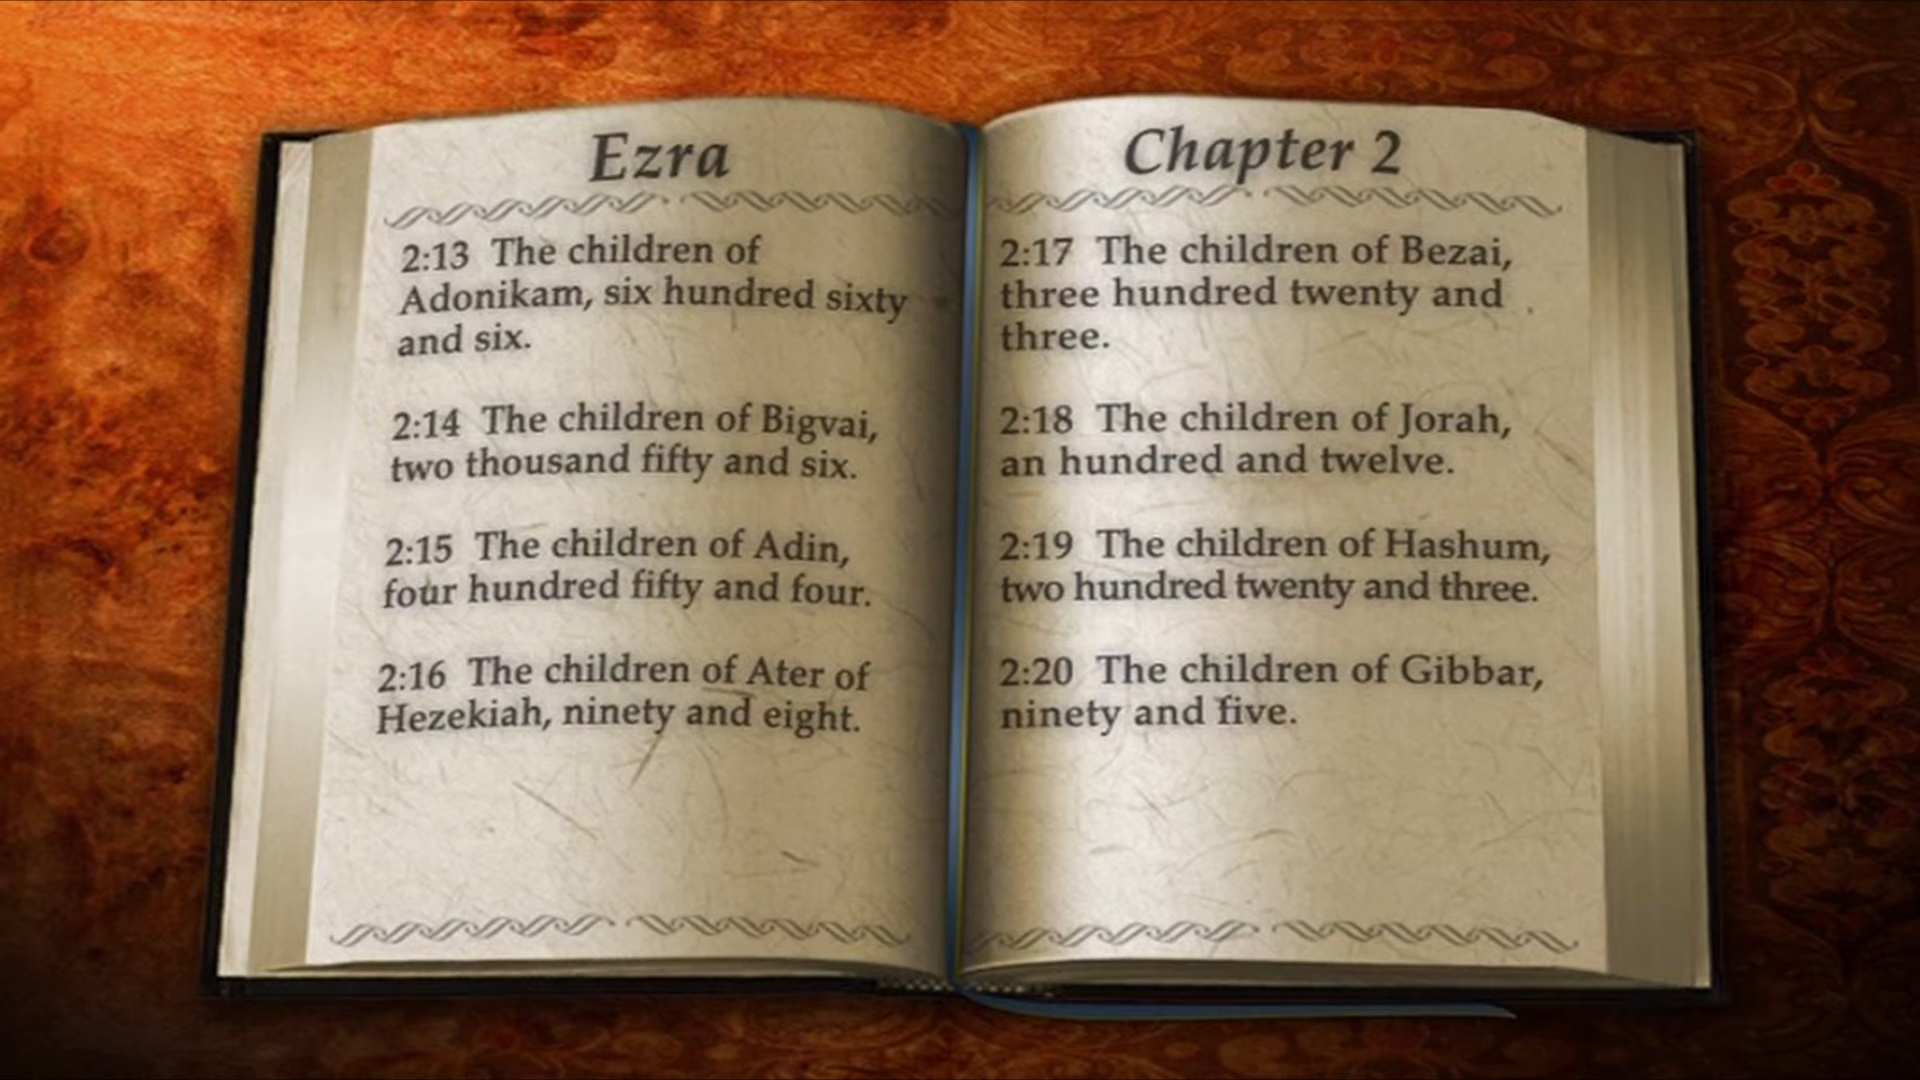 Ezra
2:13 The children of
Adonikam, six hundred sixty
and six.
2:14 The children of Bigvai,
two thousand fifty and six.
2:15 The children of Adin,
four hundred fifty and four.
2:16 The children of Ater of
Hezekiah, ninety and eight.
Chapter 2
2:17 The children of Bezai,
three hundred twenty and
three.
2:18 The children of Jorah,
an hundred and twelve.
2:19 The children of Hashum,
two hundred twenty and three.
2:20 The children of Gibbar,
ninety and five.